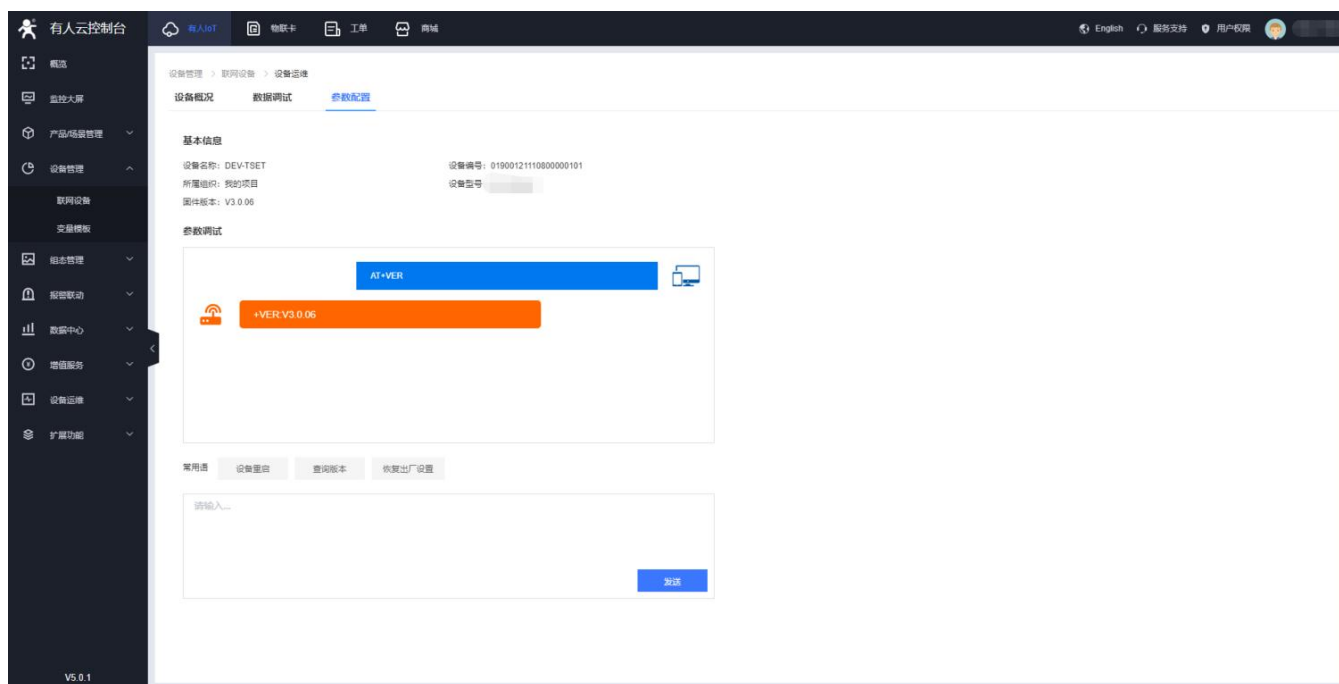 有人云控制台
有人IoT 物联卡 工单 商城 English 服务支持 用户权限
概览
监控大屏
产品/场景管理
设备管理
联网设备
变量模板
组态管理
报警联动
数据中心
增值服务
设备运维
扩展功能
V5.0.1
设备管理 > 联网设备 > 设备运维
设备概况 数据调试 参数配置
基本信息
设备名称: DEV-TSET 设备编号: 01900121110800000101
所属组织: 我的项目 设备型号
固件版本: V3.0.06
参数调试
AT+VER
+VER:V3.0.06
常用语 设备重启 查询版本 恢复出厂设置
请输入...
发送